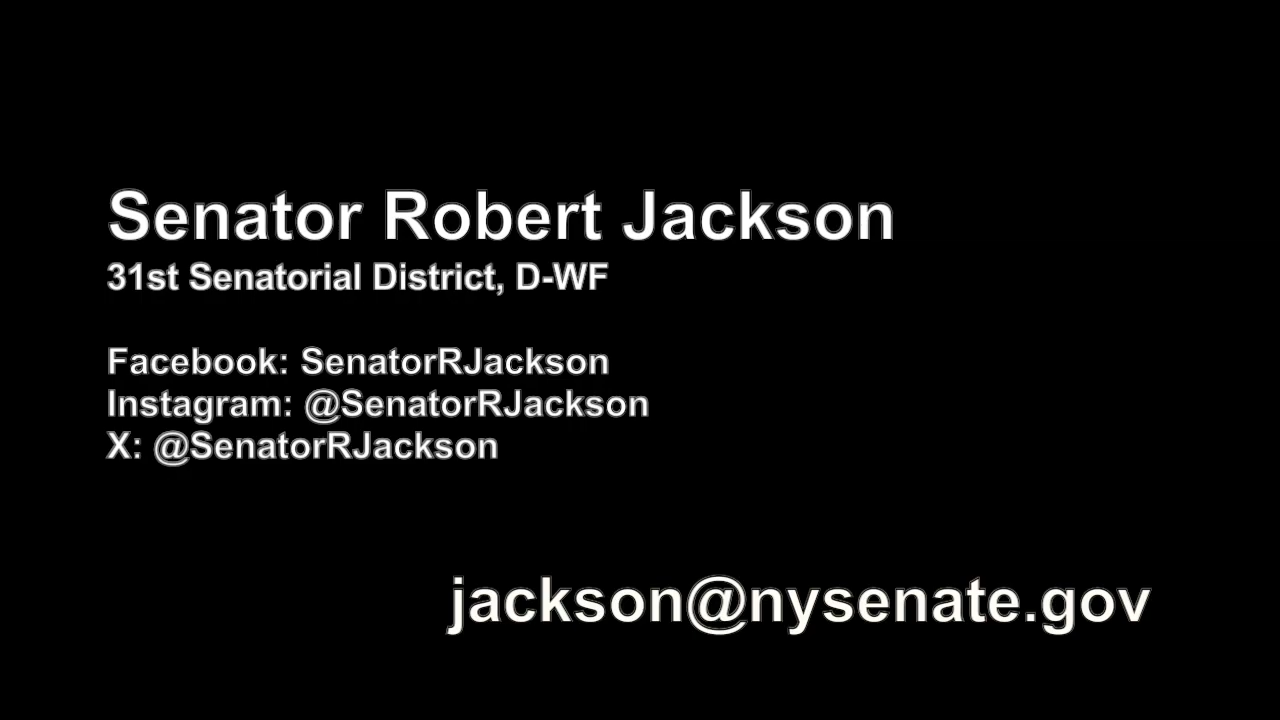 Senator Robert Jackson
31st Senatorial District, D-WF
Facebook: SenatorRJackson
Instagram: @SenatorRJackson
X: @SenatorRJackson
jackson@nysenate.gov